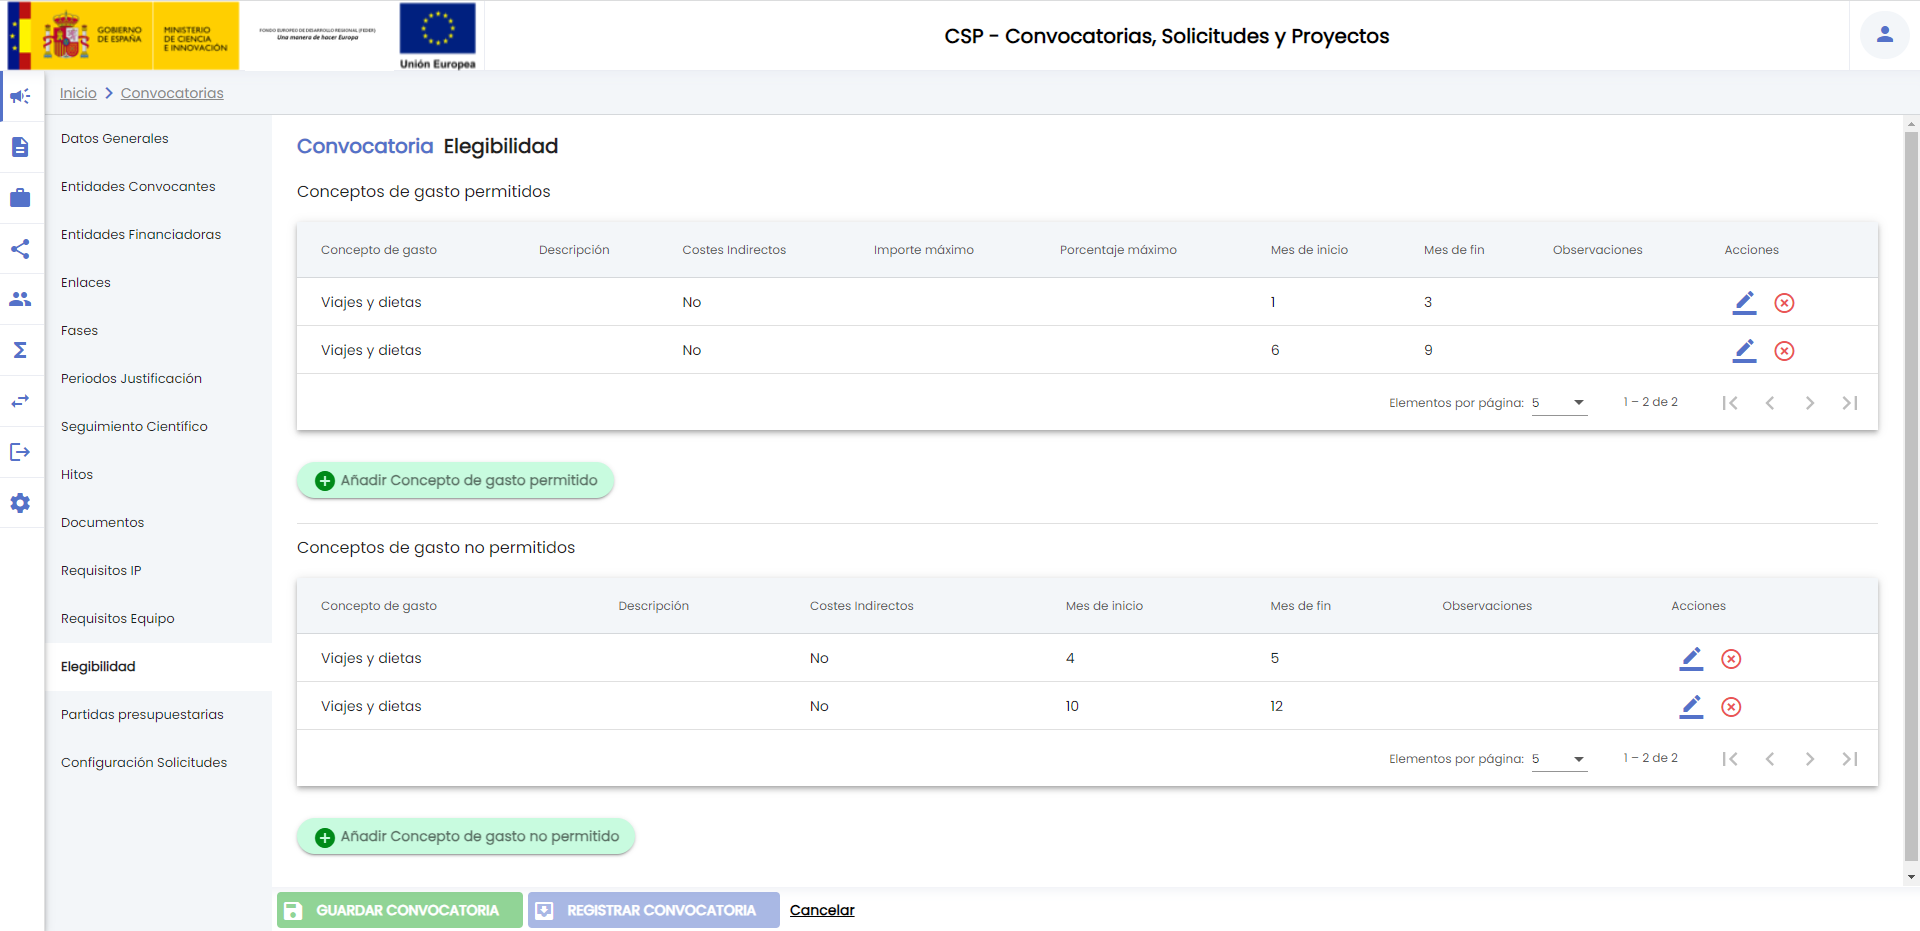 GOBIERNO
DE ESPAÑA
MINISTERIO
DE CIENCIA
E INNOVACIÓN
FONDO EUROPEO DE DESARROLLO REGIONAL (FEDER)
Una manera de hacer Europa
Unión Europea
CSP - Convocatorias, Solicitudes y Proyectos
Inicio
Convocatorias
Datos Generales
Entidades Convocantes
Entidades Financiadoras
Enlaces
Fases
Periodos Justificación
Seguimiento Científico
Hitos
Documentos
Requisitos IP
Requisitos Equipo
Elegibilidad
Partidas presupuestarias
Configuración Solicitudes
Convocatoria Elegibilidad
Conceptos de gasto permitidos
Concepto de gasto Descripción Costes Indirectos Importe máximo Porcentaje máximo Mes de inicio Mes de fin Observaciones Acciones
Viajes y dietas No 1 3
Viajes y dietas No 6 9
Elementos por página: 5 1 – 2 de 2
Añadir Concepto de gasto permitido
Conceptos de gasto no permitidos
Concepto de gasto Descripción Costes Indirectos Mes de inicio Mes de fin Observaciones Acciones
Viajes y dietas No 4 5
Viajes y dietas No 10 12
Elementos por página: 5 1 – 2 de 2
Añadir Concepto de gasto no permitido
GUARDAR CONVOCATORIA
REGISTRAR CONVOCATORIA
Cancelar